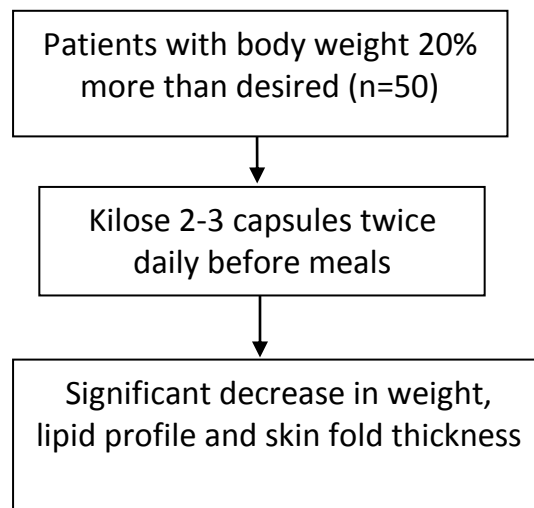 Patients with body weight 20%
more than desired (n=50)
Kilose 2-3 capsules twice
daily before meals
Significant decrease in weight,
lipid profile and skin fold thickness